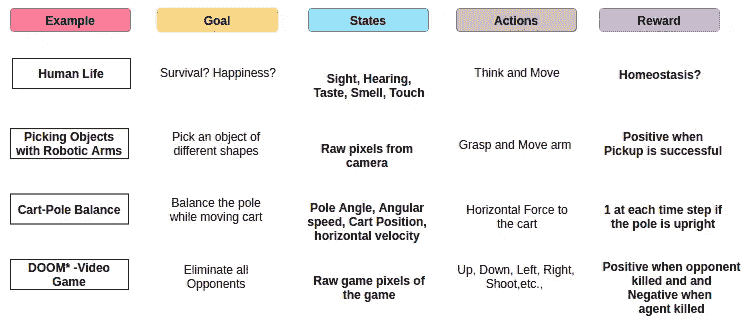 Example Goal States Actions Reward
Human Life
Survival? Happiness?
Sight, Hearing,
Taste, Smell, Touch
Think and Move
Homeostasis?
Picking Objects
with Robotic Arms
Pick an object of
different shapes
Raw pixels from
camera
Grasp and Move arm
Positive when
Pickup is successful
Cart-Pole Balance
Balance the pole
while moving cart
Pole Angle, Angular
speed, Cart Position,
horizontal velocity
Horizontal Force to
the cart
1 at each time step if
the pole is upright
DOOM* -Video
Game
Eliminate all
Opponents
Raw game pixels of
the game
Up, Down, Left, Right,
Shoot,etc.,
Positive when opponent
killed and and
Negative when
agent killed